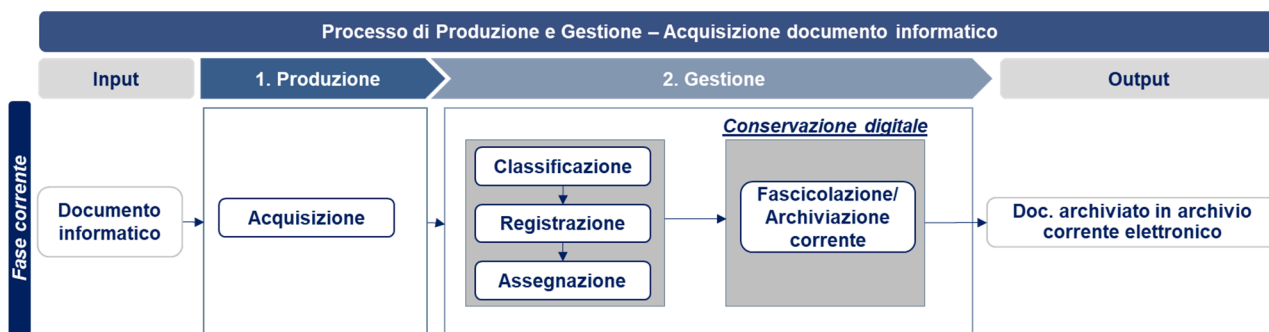 Processo di Produzione e Gestione – Acquisizione documento informatico
Input
1. Produzione
2. Gestione
Output
Fase corrente
Documento
informatico
Acquisizione
Classificazione
Registrazione
Assegnazione
Conservazione digitale
Fascicolazione/
Archiviazione
corrente
Doc. archiviato in archivio
corrente elettronico